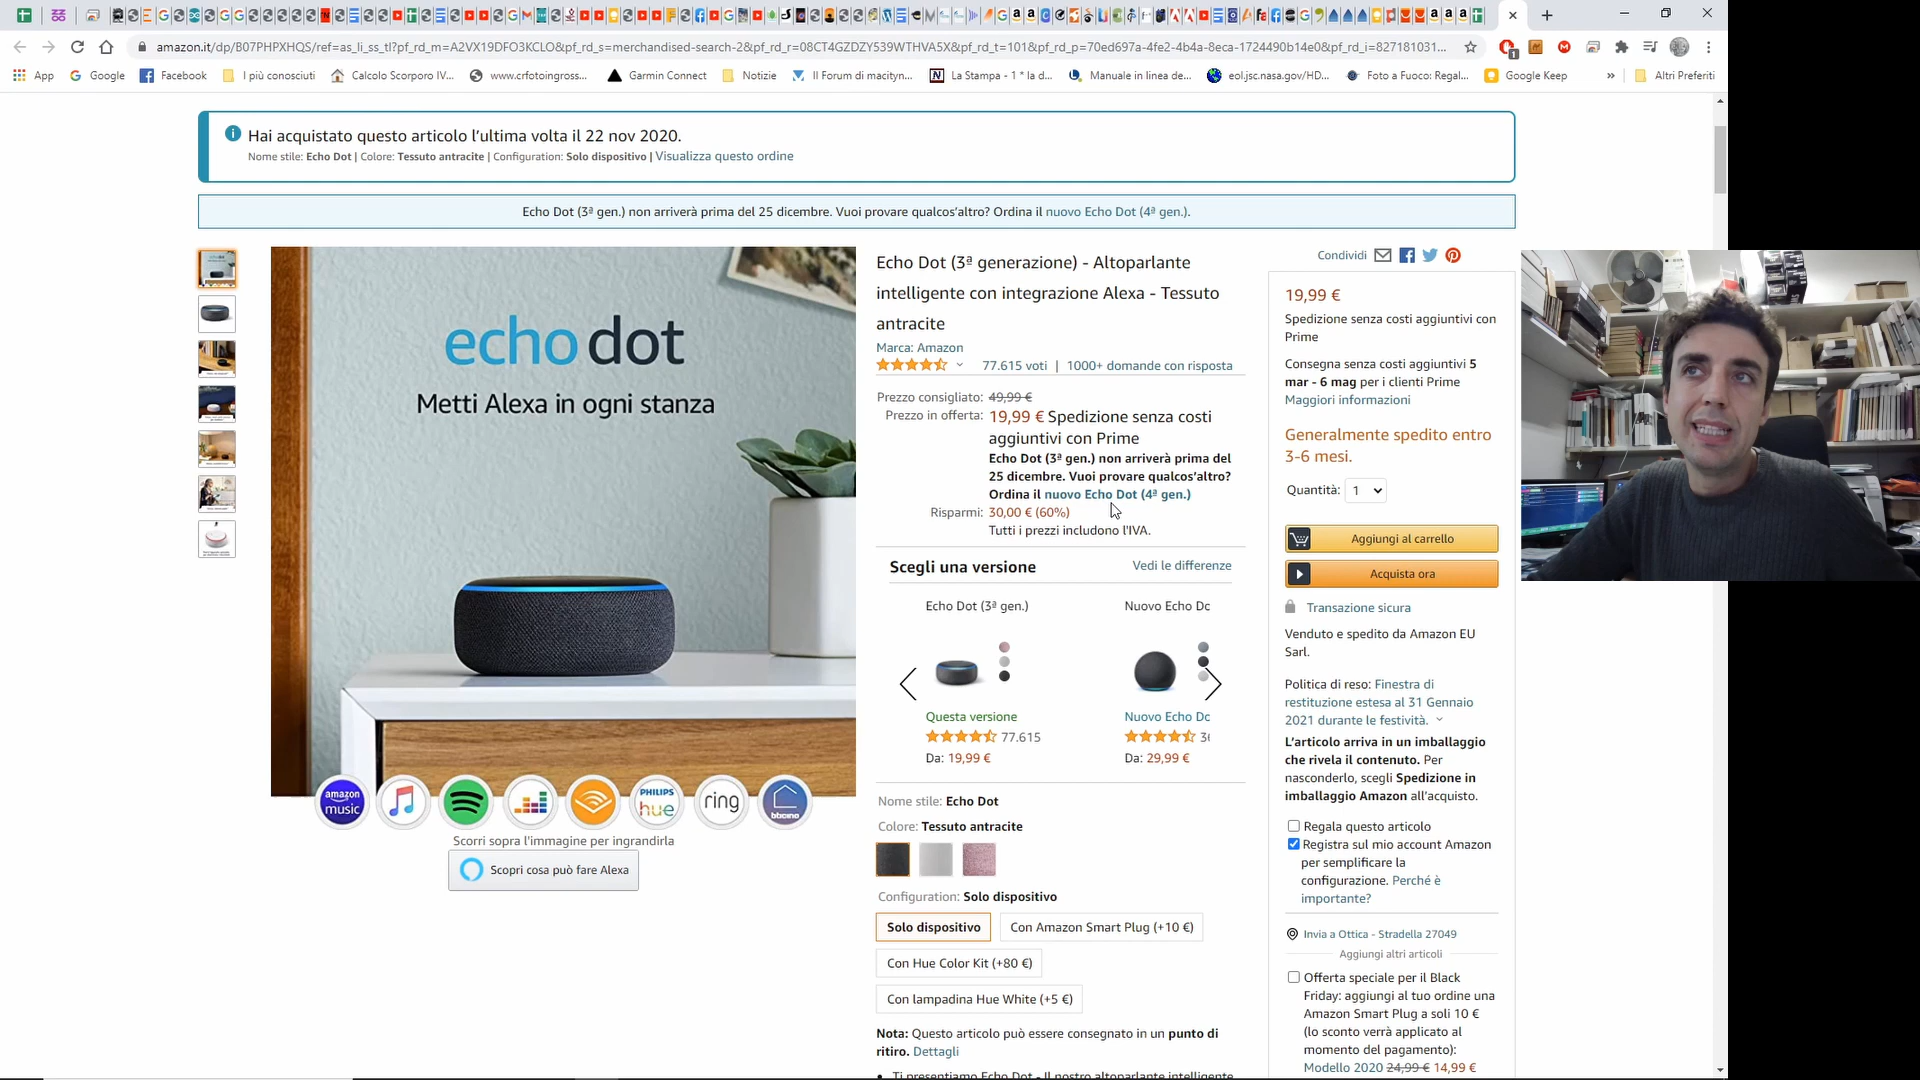 amazon.it/dp/B07PHPXHQS/ref=as_li_ss_tl?pf_rd_m=A2VX19DFO3KCLO&pf_rd_s=merchandised-search-2&pf_rd_r=08CT4GZDZY539WTHVA5X&pf_rd_t=101&pf_rd_p=70ed697a-4fe2-4b4a-8eca-1724490b14e0&pf_rd_i=827181031...
App
Google
Facebook
I più conosciuti
Calcolo Scorporo IV...
www.crfotoingross...
Garmin Connect
Notizie
Il Forum di macityn...
La Stampa - 1 * la d...
Manuale in linea de...
eol.jsc.nasa.gov/HD...
Foto a Fuoco: Regal...
Google Keep
»
Altri Preferiti
Hai acquistato questo articolo l'ultima volta il 22 nov 2020.
Nome stile: Echo Dot | Colore: Tessuto antracite | Configuration: Solo dispositivo | Visualizza questo ordine
Echo Dot (3ª gen.) non arriverà prima del 25 dicembre. Vuoi provare qualcos'altro? Ordina il nuovo Echo Dot (4ª gen.).
echo dot
Metti Alexa in ogni stanza
amazon music
PHILIPS hue
ring
bticino
Scorri sopra l'immagine per ingrandirla
Scopri cosa può fare Alexa
Echo Dot (3ª generazione) - Altoparlante
intelligente con integrazione Alexa - Tessuto
antracite
Marca: Amazon
77.615 voti | 1000+ domande con risposta
Prezzo consigliato: 49,99 €
Prezzo in offerta: 19,99 € Spedizione senza costi
aggiuntivi con Prime
Echo Dot (3ª gen.) non arriverà prima del
25 dicembre. Vuoi provare qualcos'altro?
Ordina il nuovo Echo Dot (4ª gen.)
Risparmi: 30,00 € (60%)
Tutti i prezzi includono l'IVA.
Scegli una versione
Vedi le differenze
Echo Dot (3ª gen.)
Nuovo Echo Dc
Questa versione
Nuovo Echo Dc
77.615
Da: 19,99 €
Da: 29,99 €
Nome stile: Echo Dot
Colore: Tessuto antracite
Configuration: Solo dispositivo
Solo dispositivo
Con Amazon Smart Plug (+10 €)
Con Hue Color Kit (+80 €)
Con lampadina Hue White (+5 €)
Nota: Questo articolo può essere consegnato in un punto di
ritiro. Dettagli
• Ti presentiamo Echo Dot - Il nostro altoparlante intelligente
Condividi
19,99 €
Spedizione senza costi aggiuntivi con
Prime
Consegna senza costi aggiuntivi 5
mar - 6 mag per i clienti Prime
Maggiori informazioni
Generalmente spedito entro
3-6 mesi.
Quantità: 1
Aggiungi al carrello
Acquista ora
Transazione sicura
Venduto e spedito da Amazon EU
Sarl.
Politica di reso: Finestra di
restituzione estesa al 31 Gennaio
2021 durante le festività.
L'articolo arriva in un imballaggio
che rivela il contenuto. Per
nasconderlo, scegli Spedizione in
imballaggio Amazon all'acquisto.
Regala questo articolo
Registra sul mio account Amazon
per semplificare la
configurazione. Perché è
importante?
Invia a Ottica - Stradella 27049
Aggiungi altri articoli
Offerta speciale per il Black
Friday: aggiungi al tuo ordine una
Amazon Smart Plug a soli 10 €
(lo sconto verrà applicato al
momento del pagamento):
Modello 2020 24,99 € 14,99 €